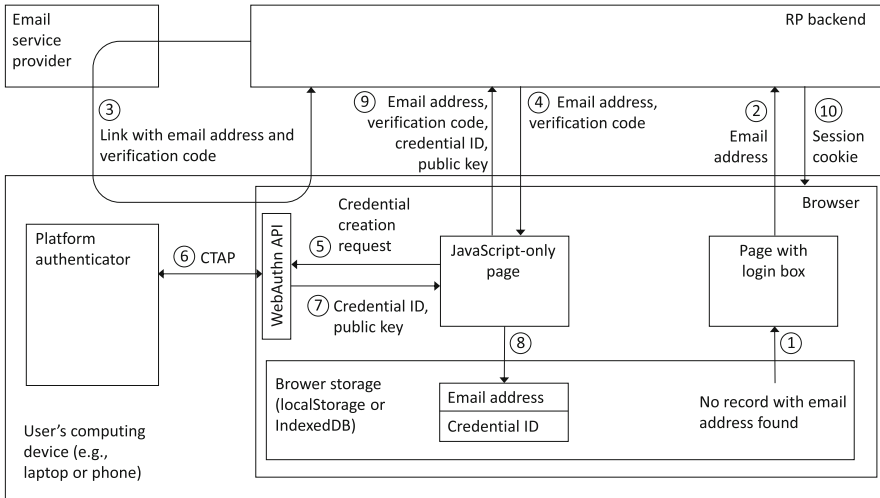 Email
service
provider
RP backend
3
Link with email address and
verification code
9 Email address,
verification code,
credential ID,
public key
4 Email address,
verification code
2
Email
address
10
Session
cookie
Browser
Platform
authenticator
6 CTAP
WebAuthn API
Credential
creation
request
5
7 Credential ID,
public key
JavaScript-only
page
Page with
login box
8
1
Brower storage
(localStorage or
IndexedDB)
Email address
Credential ID
No record with email
address found
User's computing
device (e.g.,
laptop or phone)